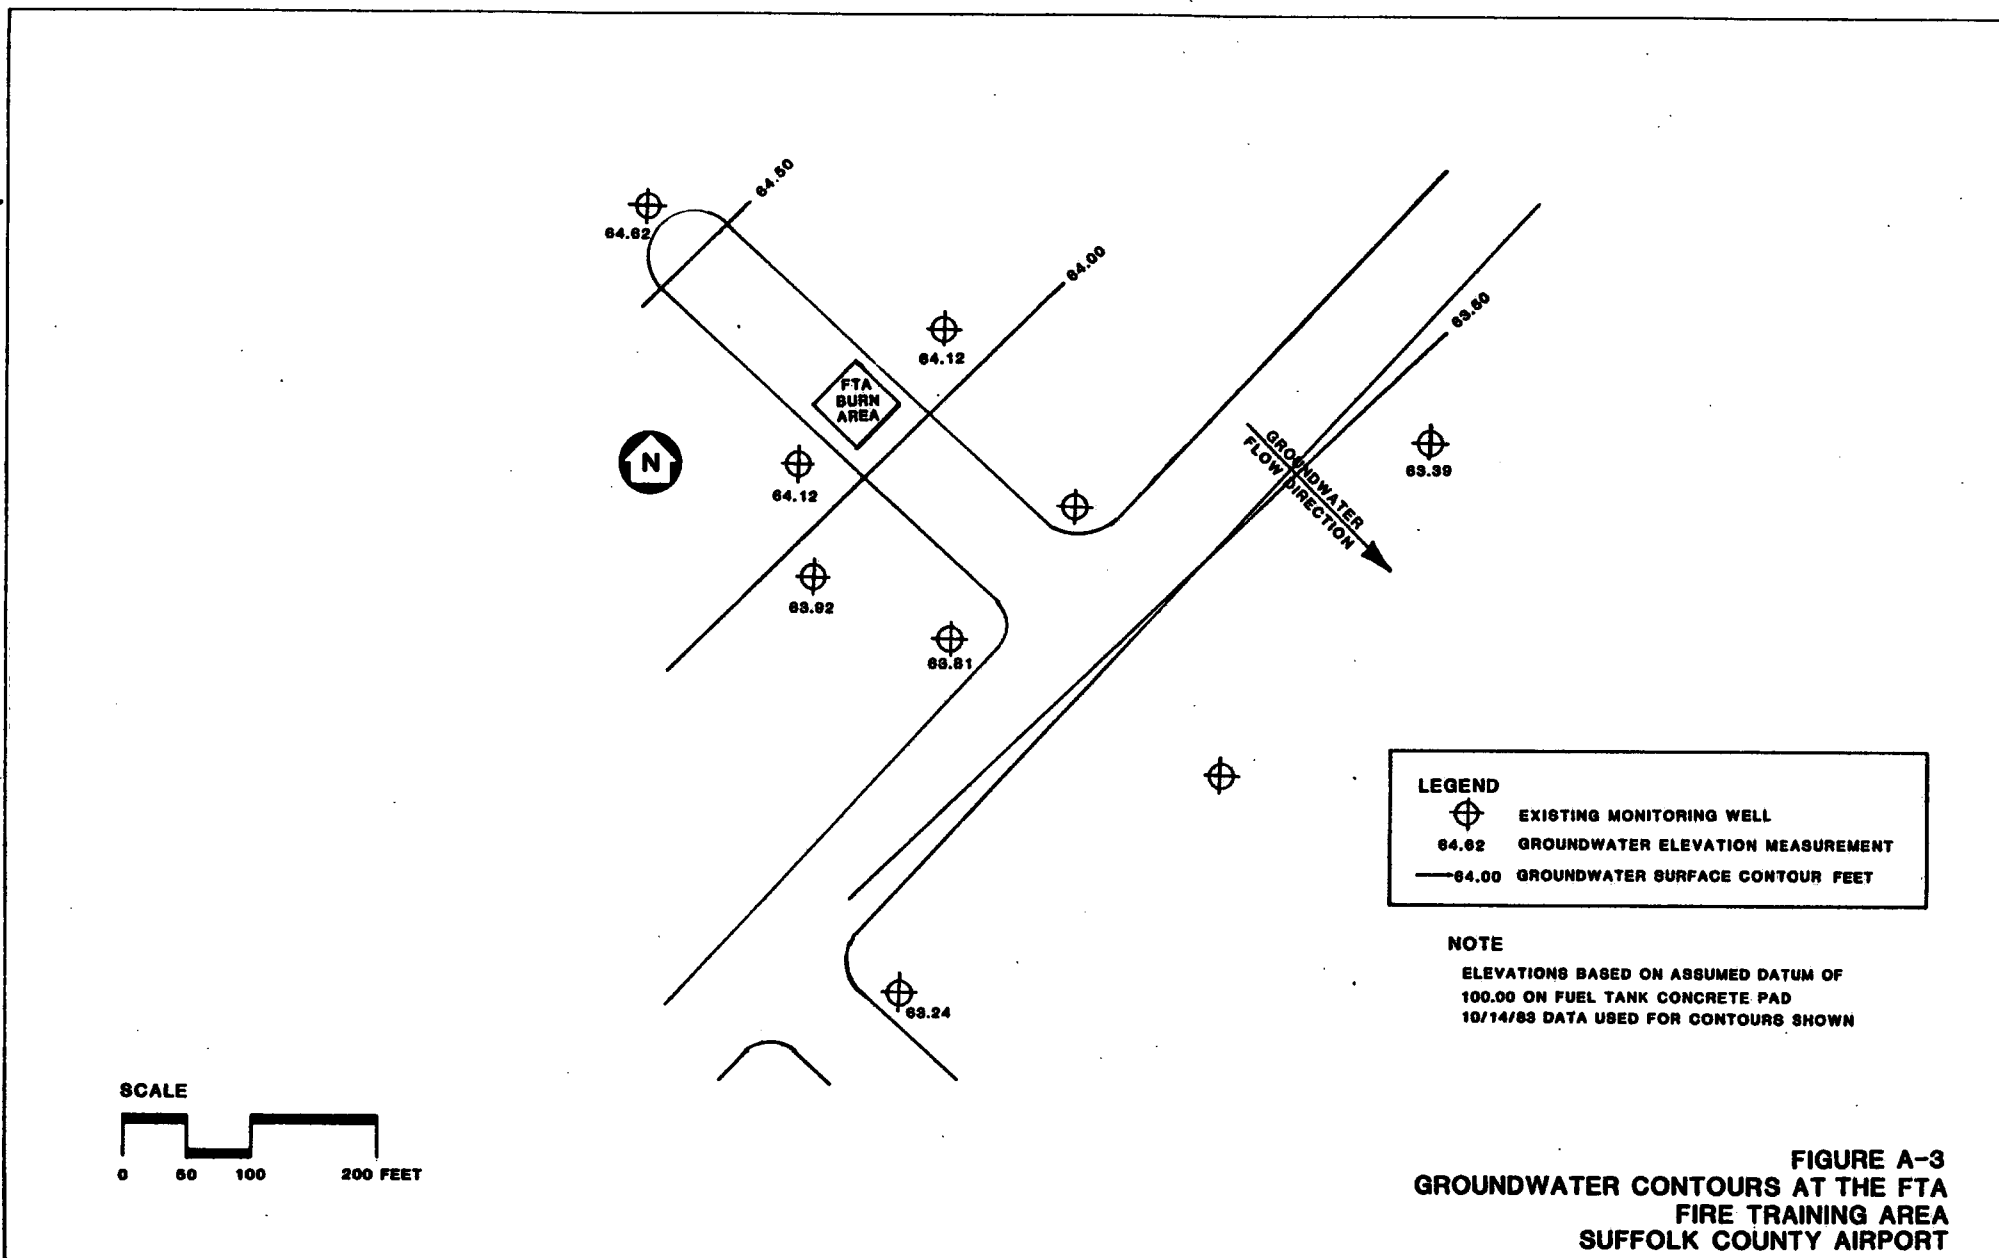 64.50
64.62
64.00
63.50
64.12
FTA
BURN
AREA
GROUNDWATER
FLOW DIRECTION
63.39
N
64.12
63.92
63.81
LEGEND
EXISTING MONITORING WELL
64.62 GROUNDWATER ELEVATION MEASUREMENT
64.00 GROUNDWATER SURFACE CONTOUR FEET
NOTE
ELEVATIONS BASED ON ASSUMED DATUM OF
100.00 ON FUEL TANK CONCRETE PAD
10/14/83 DATA USED FOR CONTOURS SHOWN
63.24
SCALE
0 50 100 200 FEET
FIGURE A-3
GROUNDWATER CONTOURS AT THE FTA
FIRE TRAINING AREA
SUFFOLK COUNTY AIRPORT